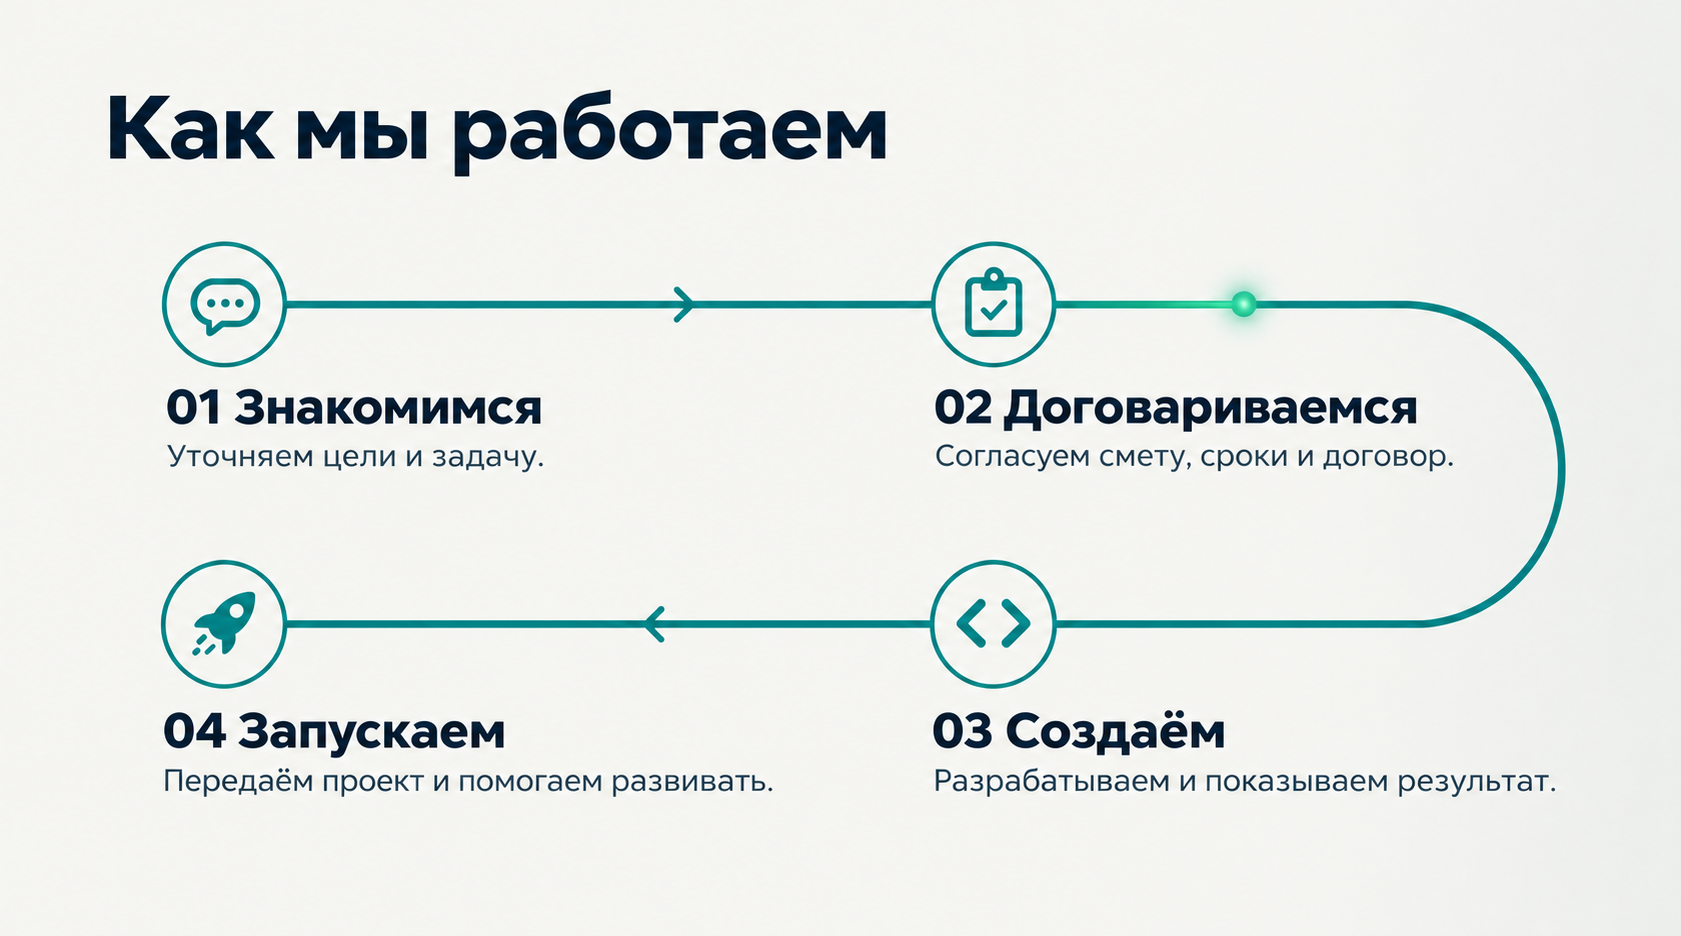 Как мы работаем
01 Знакомимся
Уточняем цели и задачу.
02 Договариваемся
Согласуем смету, сроки и договор.
03 Создаём
Разрабатываем и показываем результат.
04 Запускаем
Передаём проект и помогаем развивать.